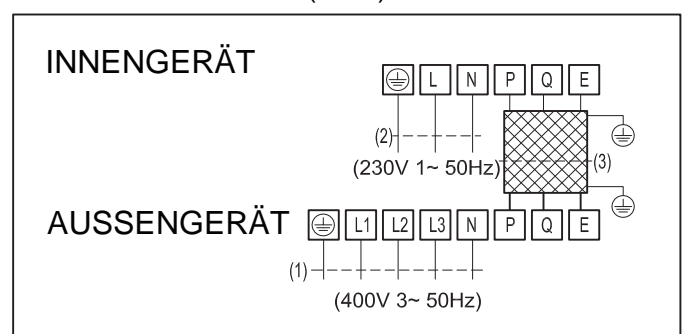 INNENGERÄT
L N P Q E
(2)
(230V 1~ 50Hz)
(3)
AUSSENGERÄT
L1 L2 L3 N P Q E
(1)
(400V 3~ 50Hz)